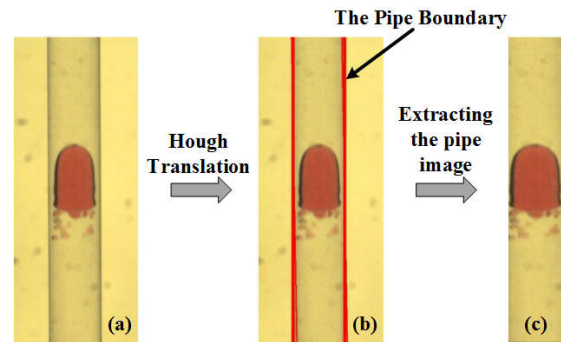 The Pipe Boundary
Hough
Translation
Extracting
the pipe
image
(a)
(b)
(c)